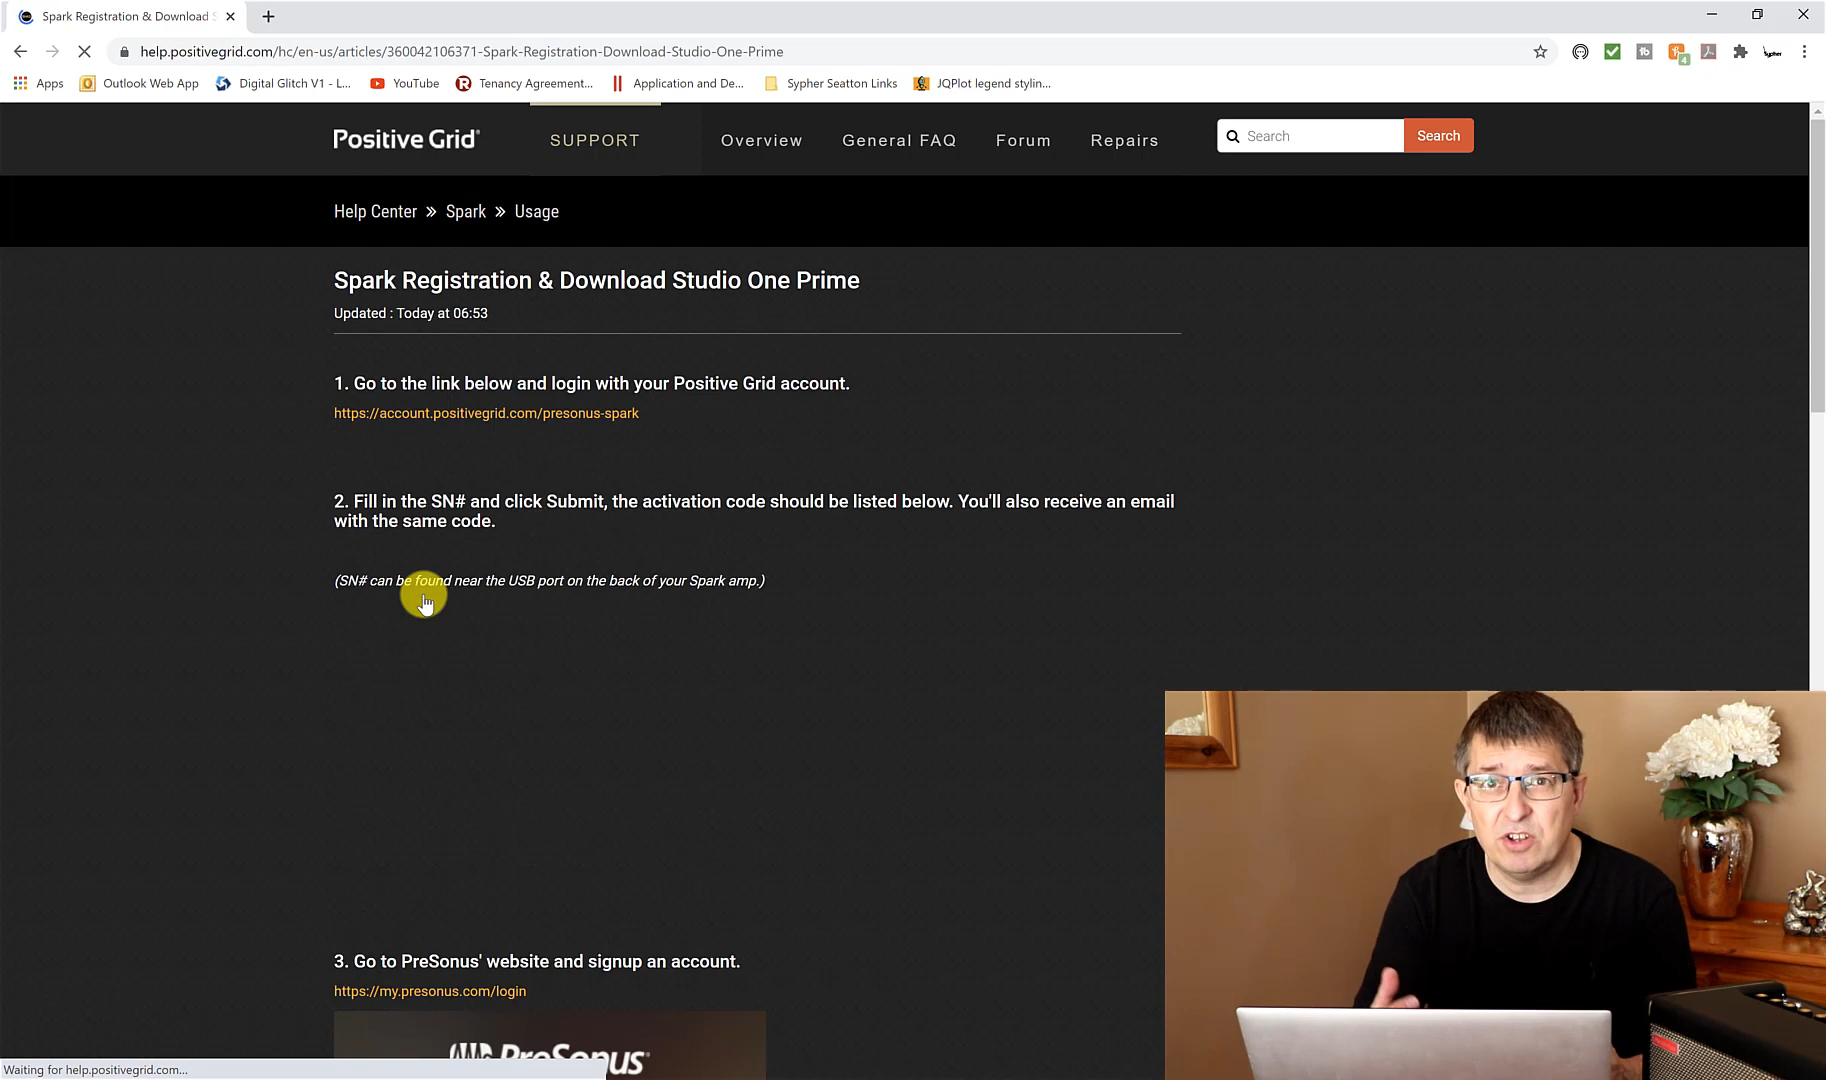 Spark Registration & Download S
help.positivegrid.com/hc/en-us/articles/360042106371-Spark-Registration-Download-Studio-One-Prime
Apps
Outlook Web App
Digital Glitch V1 - L...
YouTube
Tenancy Agreement...
Application and De...
Sypher Seatton Links
JQPlot legend stylin...
4
Positive Grid
SUPPORT
Overview
General FAQ
Forum
Repairs
Search
Search
Help Center » Spark » Usage
Spark Registration & Download Studio One Prime
Updated : Today at 06:53
1. Go to the link below and login with your Positive Grid account.
https://account.positivegrid.com/presonus-spark
2. Fill in the SN# and click Submit, the activation code should be listed below. You'll also receive an email
with the same code.
(SN# can be found near the USB port on the back of your Spark amp.)
3. Go to PreSonus' website and signup an account.
https://my.presonus.com/login
PreSonus
Waiting for help.positivegrid.com...